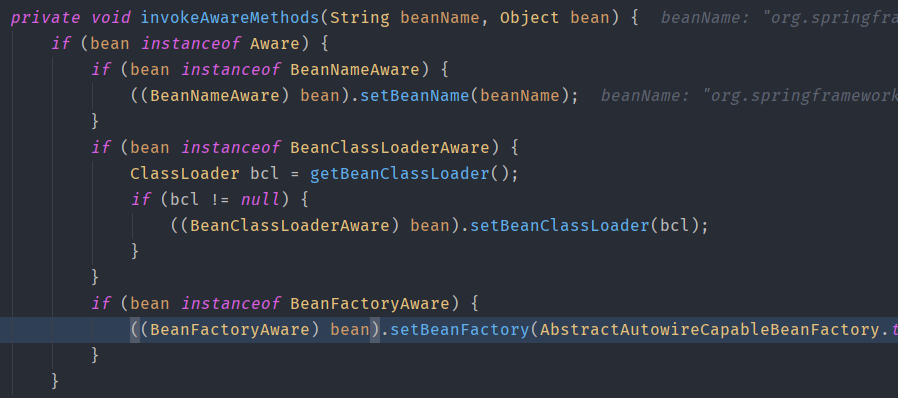 private void invokeAwareMethods(String beanName, Object bean) { beanName: "org.springfra
if (bean instanceof Aware) {
if (bean instanceof BeanNameAware) {
((BeanNameAware) bean).setBeanName(beanName); beanName: "org.springframework
}
if (bean instanceof BeanClassLoaderAware) {
ClassLoader bcl = getBeanClassLoader();
if (bcl != null) {
((BeanClassLoaderAware) bean).setBeanClassLoader(bcl);
}
}
if (bean instanceof BeanFactoryAware) {
((BeanFactoryAware) bean).setBeanFactory(AbstractAutowireCapableBeanFactory.t
}
}